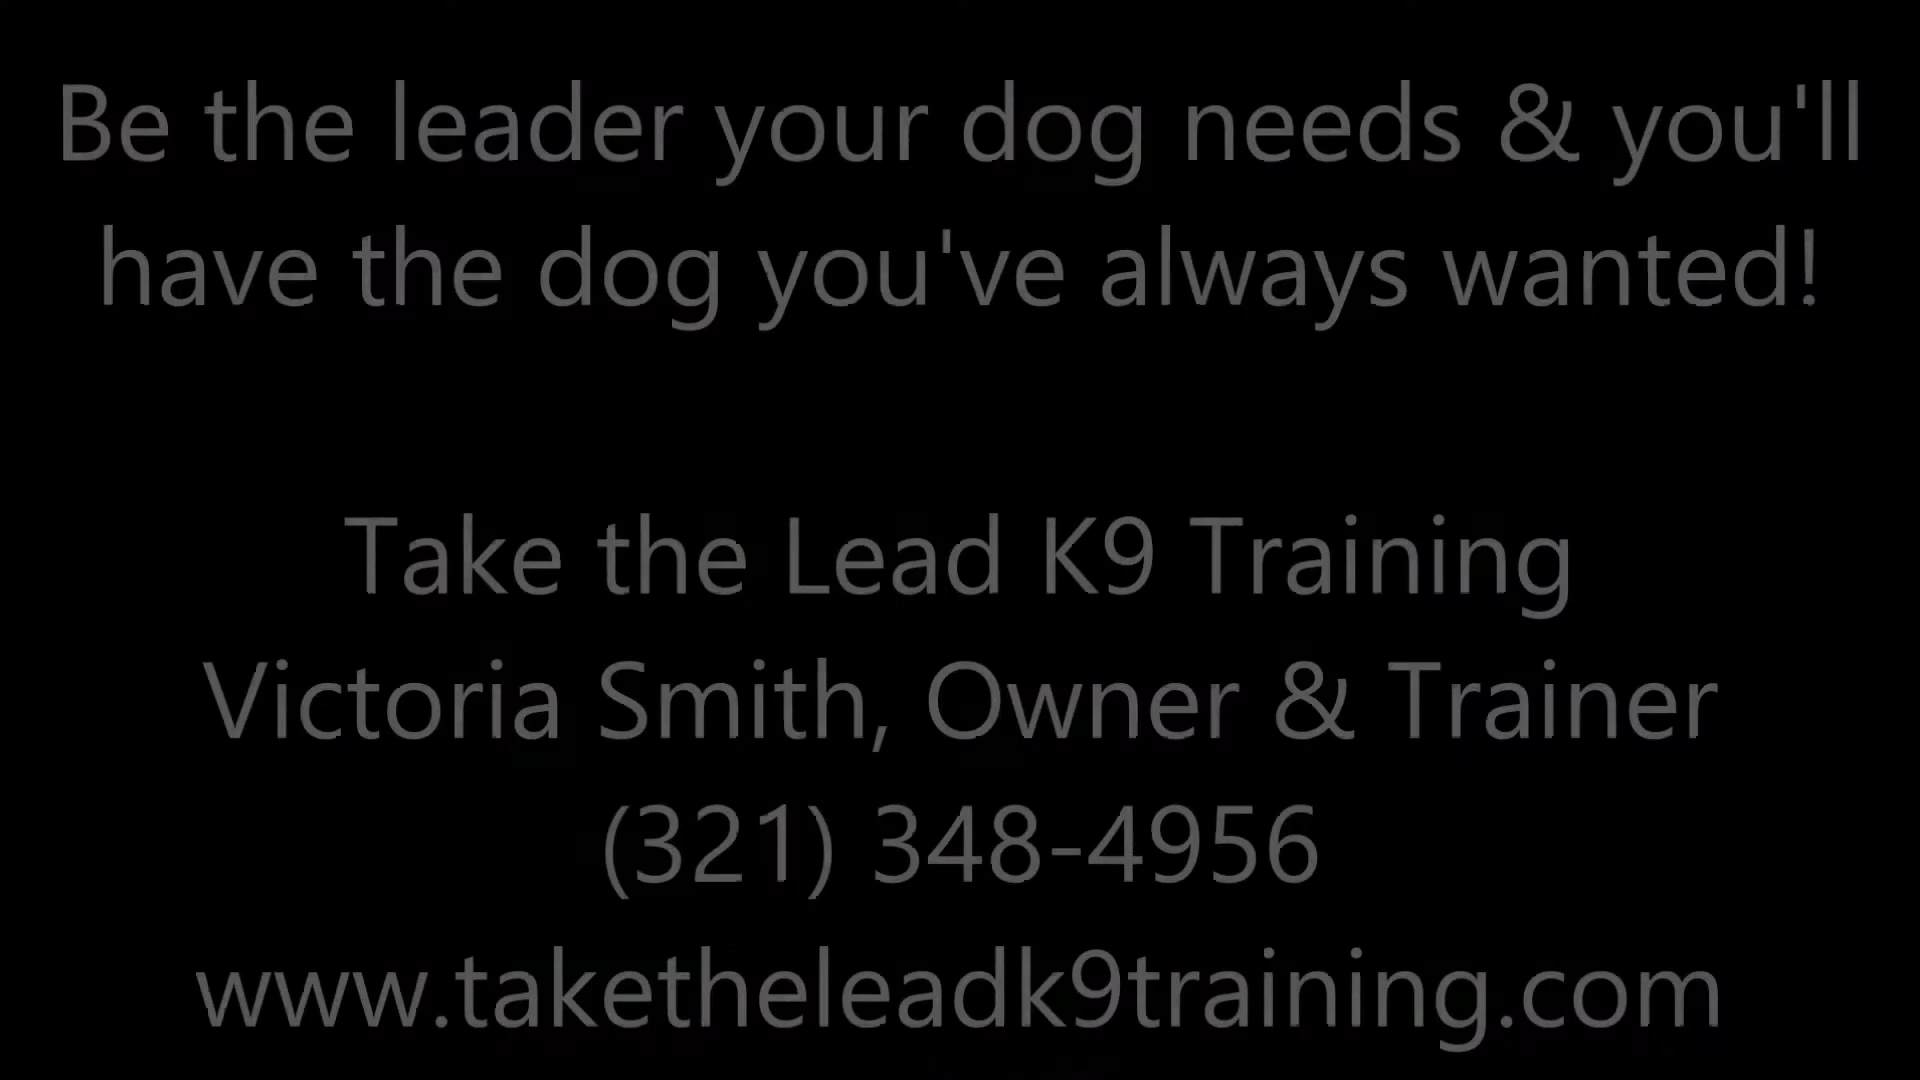 Be the leader your dog needs & you'll
have the dog you've always wanted!
Take the Lead K9 Training
Victoria Smith, Owner & Trainer
(321) 348-4956
www.taketheleadk9training.com